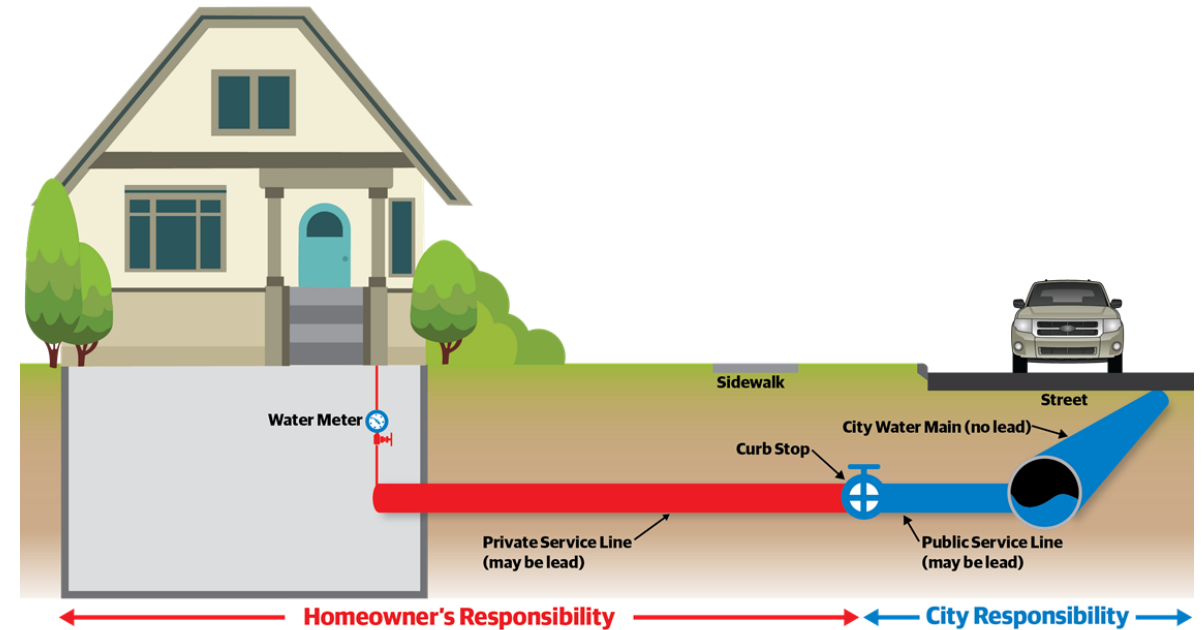 Sidewalk
Street
Water Meter
City Water Main (no lead)
Curb Stop
Private Service Line
(may be lead)
Public Service Line
(may be lead)
Homeowner's Responsibility
City Responsibility